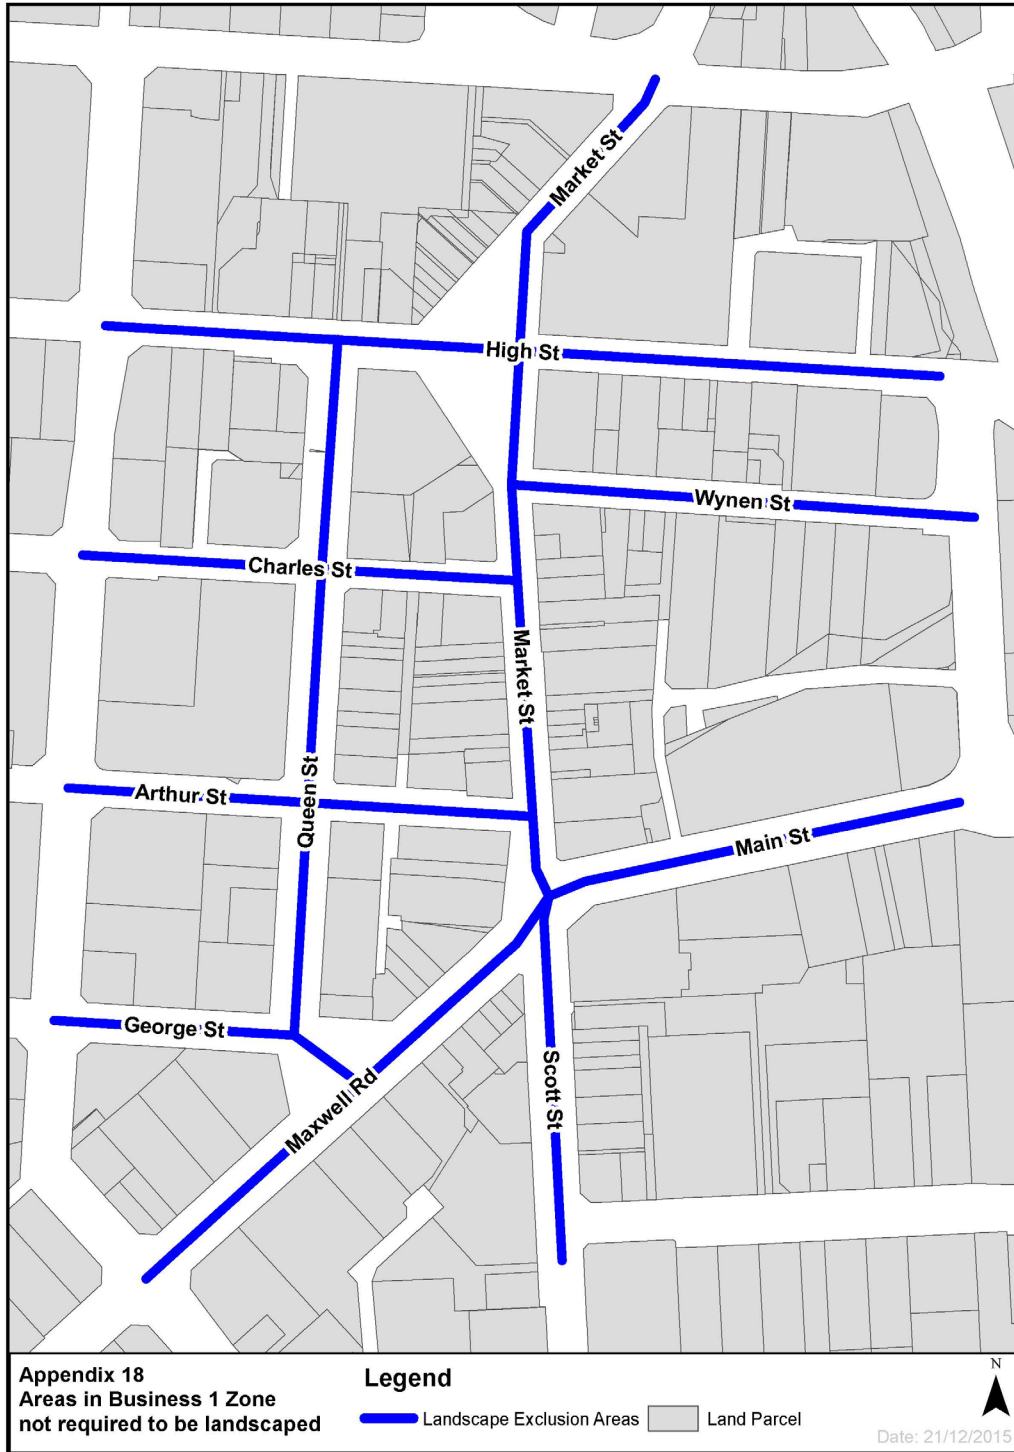 Market St
High St
Wynen St
Charles St
Market St
Queen St
Arthur St
Main St
George St
Maxwell Rd
Scott St
Appendix 18
Areas in Business 1 Zone
not required to be landscaped
Legend
Landscape Exclusion Areas
Land Parcel
N
Date: 21/12/2015